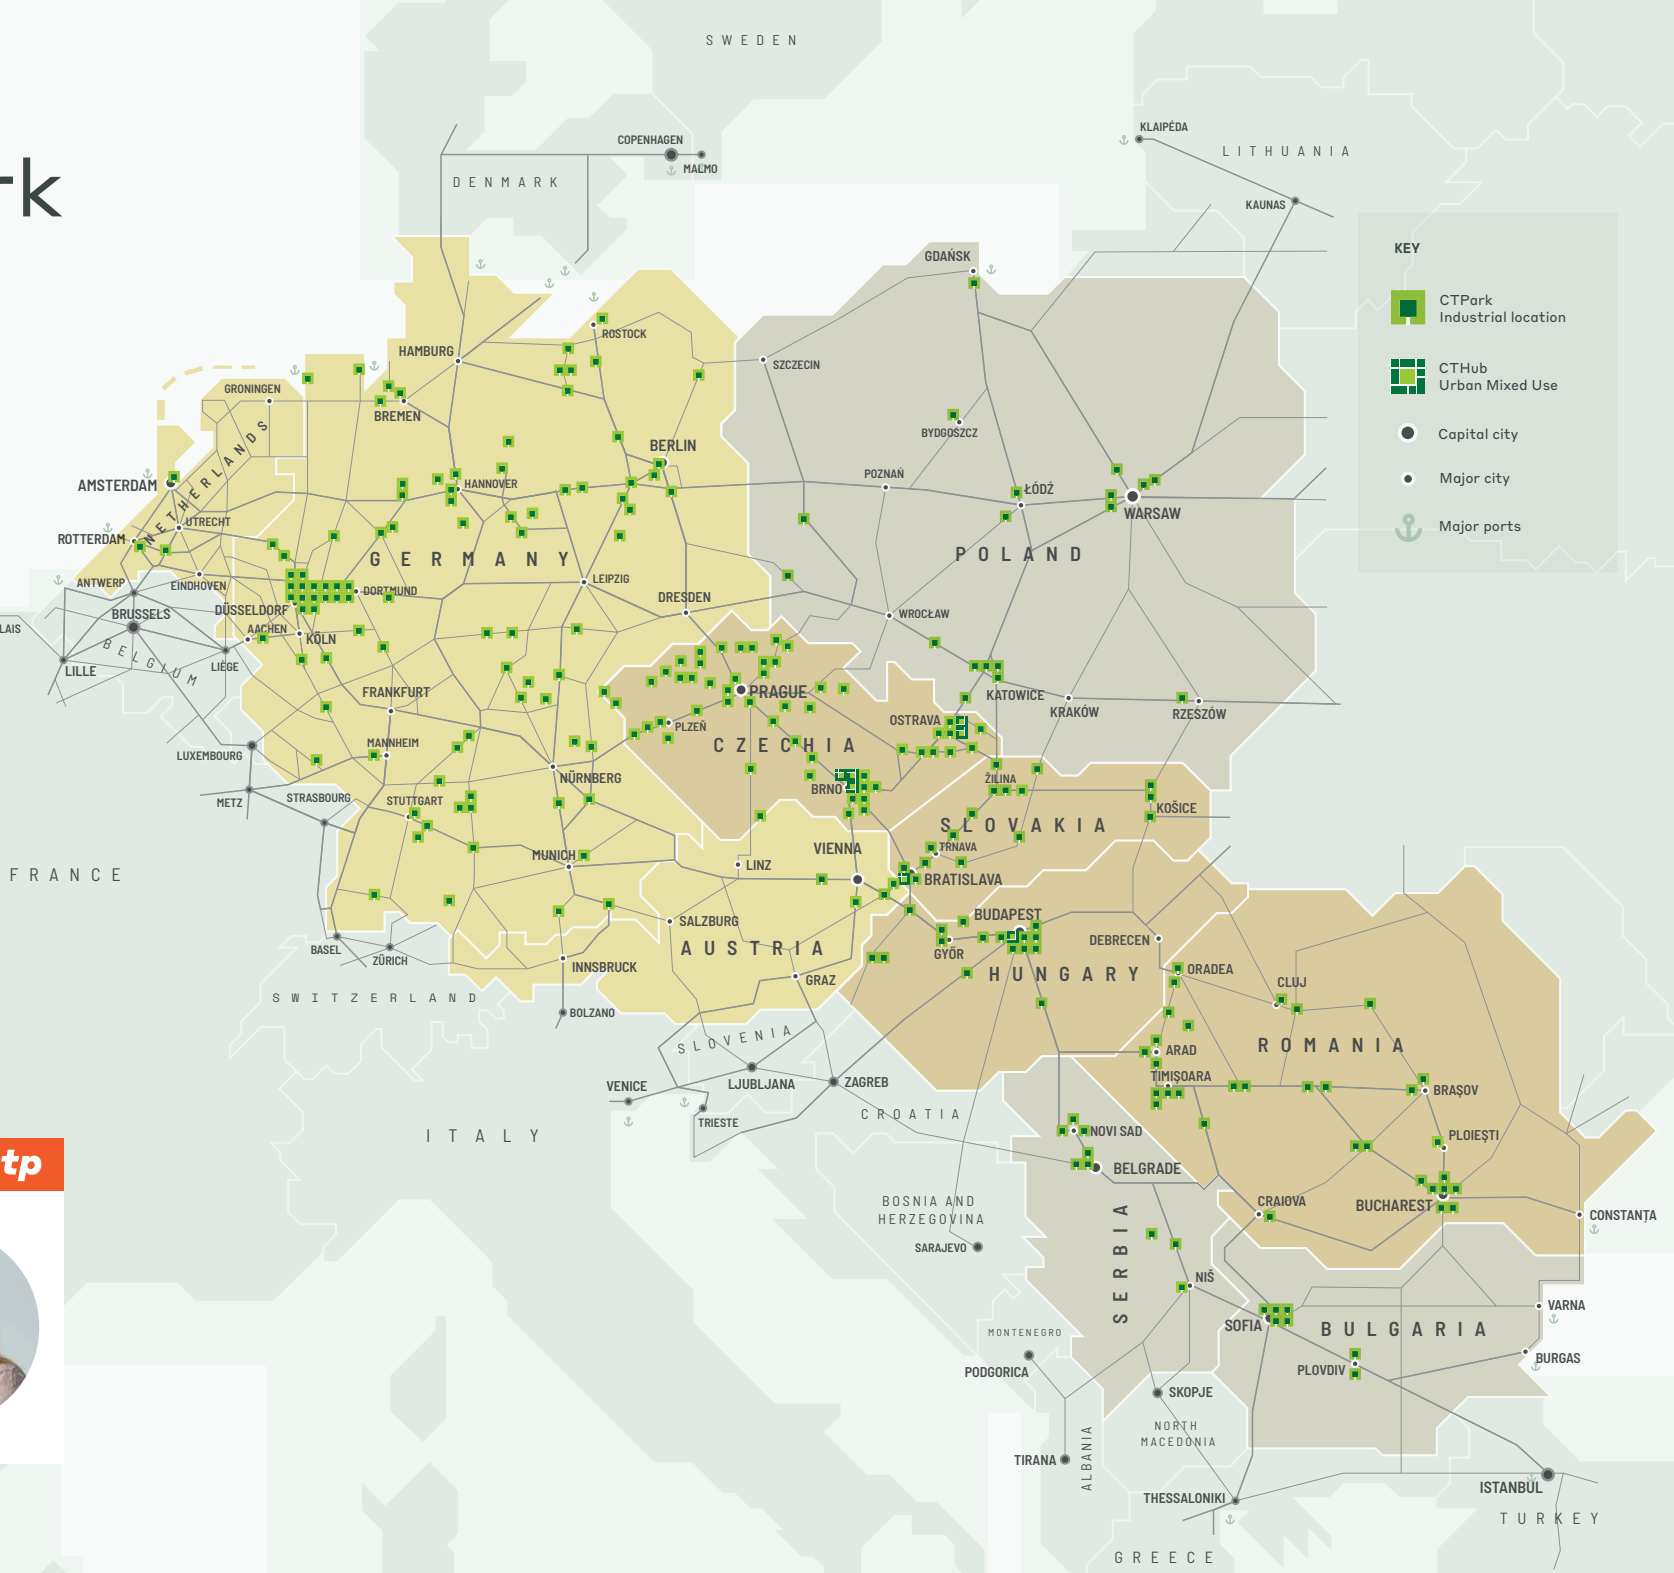 rk
SWEDEN
COPENHAGEN
MALMO
DENMARK
KLAIPĖDA
LITHUANIA
KAUNAS
KEY
CTPark
Industrial location
CTHub
Urban Mixed Use
Capital city
Major city
Major ports
GDAŃSK
ROSTOCK
HAMBURG
SZCZECIN
GRONINGEN
BREMEN
BYDGOSZCZ
BERLIN
NETHERLANDS
AMSTERDAM
HANNOVER
POZNAŃ
ŁÓDŹ
WARSAW
UTRECHT
ROTTERDAM
GERMANY
POLAND
ANTWERP
EINDHOVEN
DORTMUND
LEIPZIG
DRESDEN
BRUSSELS
DÜSSELDORF
WROCŁAW
LAIS
AACHEN
KÖLN
BELGIUM
LILLE
LIÈGE
FRANKFURT
PRAGUE
KATOWICE
KRAKÓW
RZESZÓW
PLZEŇ
OSTRAVA
CZECHIA
MANNHEIM
LUXEMBOURG
NÜRNBERG
BRNO
ŽILINA
METZ
STRASBOURG
STUTTGART
KOŠICE
SLOVAKIA
MUNICH
LINZ
VIENNA
TRNAVA
FRANCE
BRATISLAVA
SALZBURG
BUDAPEST
BASEL
ZÜRICH
AUSTRIA
GYŐR
DEBRECEN
INNSBRUCK
GRAZ
HUNGARY
ORADEA
CLUJ
SWITZERLAND
BOLZANO
SLOVENIA
ROMANIA
ARAD
TIMIȘOARA
VENICE
LJUBLJANA
ZAGREB
BRAŞOV
TRIESTE
CROATIA
NOVI SAD
ITALY
PLOIEȘTI
BELGRADE
tp
BOSNIA AND
HERZEGOVINA
CRAIOVA
BUCHAREST
CONSTANȚA
SARAJEVO
SERBIA
NIŠ
VARNA
SOFIA
BULGARIA
MONTENEGRO
PODGORICA
PLOVDIV
BURGAS
SKOPJE
NORTH
MACEDONIA
TIRANA
ALBANIA
THESSALONIKI
ISTANBUL
TURKEY
GREECE